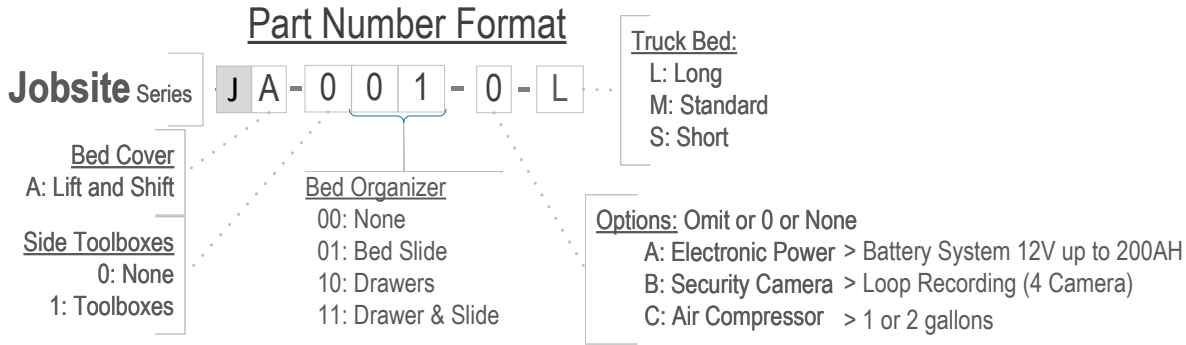 Part Number Format
Jobsite Series J A - 0 0 1 - 0 - L
Truck Bed:
L: Long
M: Standard
S: Short
Bed Cover
A: Lift and Shift
Side Toolboxes
0: None
1: Toolboxes
Bed Organizer
00: None
01: Bed Slide
10: Drawers
11: Drawer & Slide
Options: Omit or 0 or None
A: Electronic Power > Battery System 12V up to 200AH
B: Security Camera > Loop Recording (4 Camera)
C: Air Compressor > 1 or 2 gallons